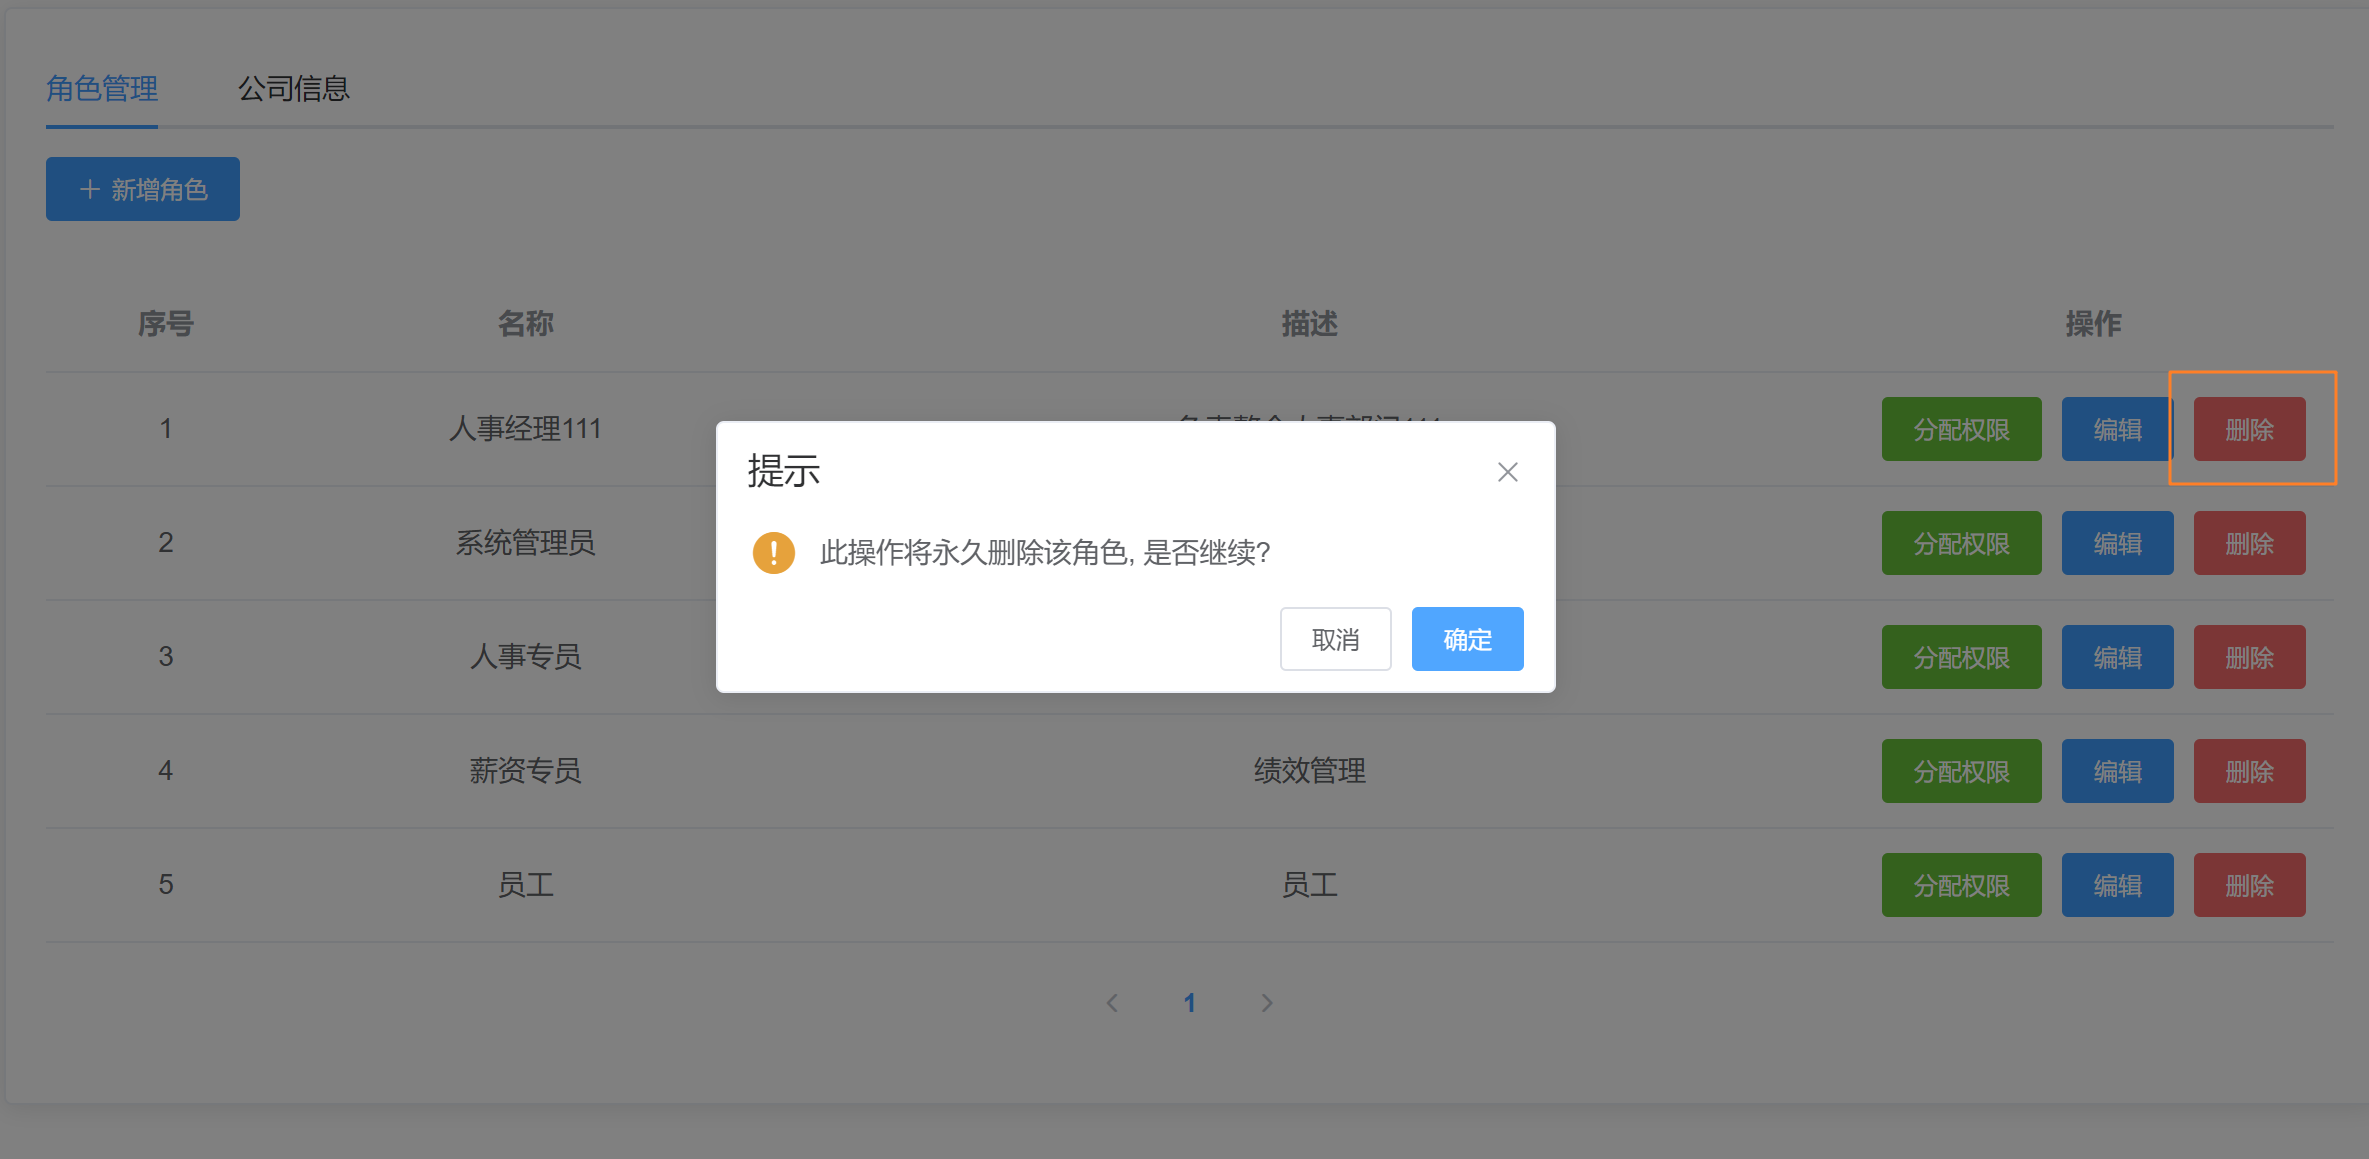 角色管理 公司信息
+ 新增角色
序号 名称 描述 操作
1 人事经理111 分配权限 编辑 删除
提示
2 系统管理员 分配权限 编辑 删除
此操作将永久删除该角色, 是否继续?
取消 确定
3 人事专员 分配权限 编辑 删除
4 薪资专员 绩效管理 分配权限 编辑 删除
5 员工 员工 分配权限 编辑 删除
1